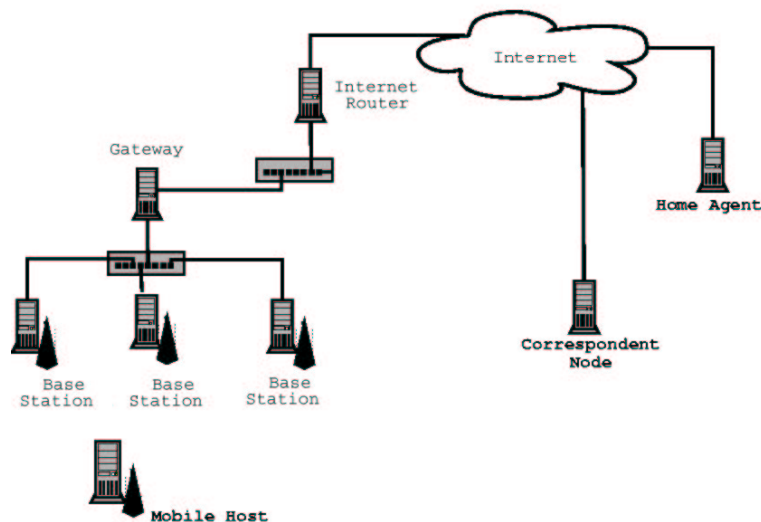 Internet
Internet
Router
Gateway
Home Agent
Correspondent
Node
Base
Station
Base
Station
Base
Station
Mobile Host